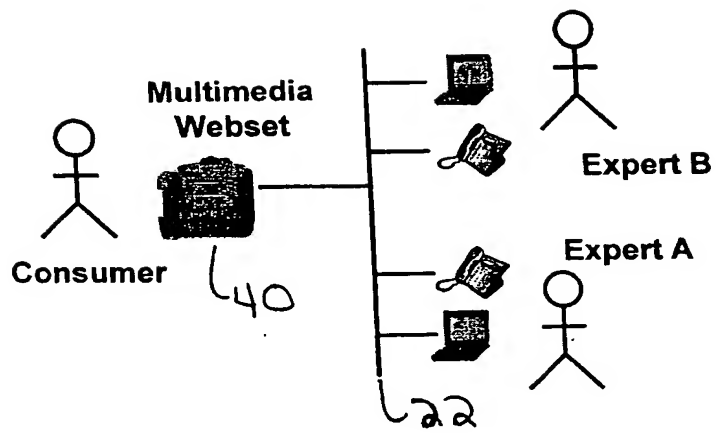 Multimedia
Webset
Expert B
Expert A
Consumer
40
22